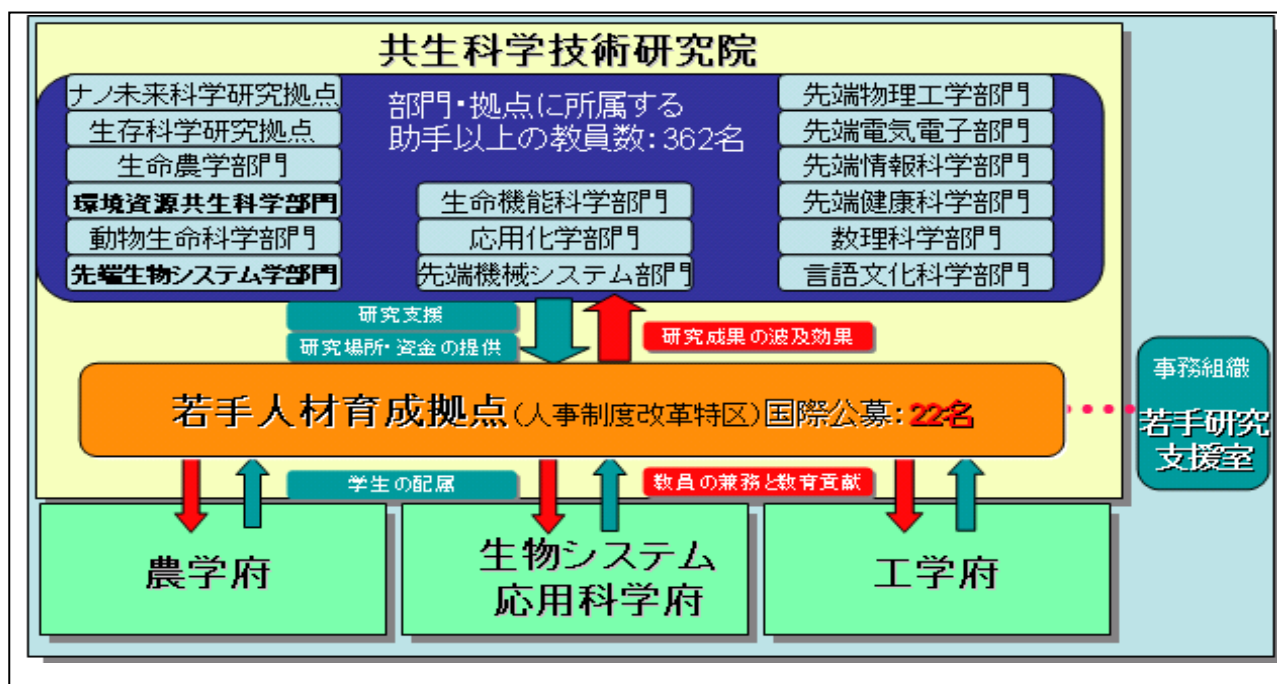 共生科学技術研究院
ナノ未来科学研究拠点
生存科学研究拠点
生命農学部門
環境資源共生科学部門
動物生命科学部門
先端生物システム学部門
部門・拠点に所属する
助手以上の教員数：362名
生命機能科学部門
応用化学部門
先端機械システム部門
先端物理工学部門
先端電気電子部門
先端情報科学部門
先端健康科学部門
数理科学部門
言語文化科学部門
研究支援
研究場所・資金の提供
研究成果の波及効果
若手人材育成拠点(人事制度改革特区)国際公募：22名
事務組織
若手研究
支援室
学生の配属
教員の兼務と教育貢献
農学府
生物システム
応用科学府
工学府